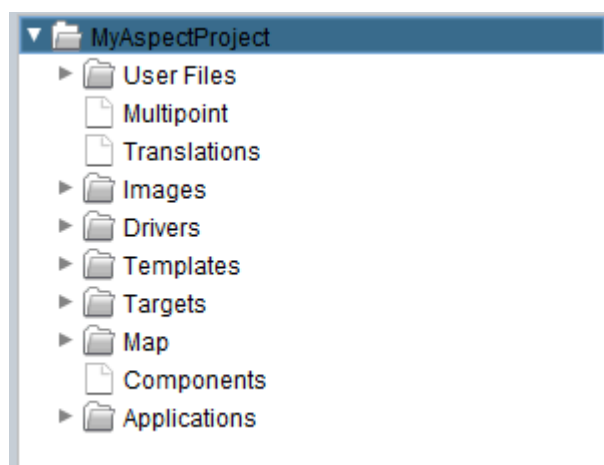 MyAspectProject
User Files
Multipoint
Translations
Images
Drivers
Templates
Targets
Map
Components
Applications